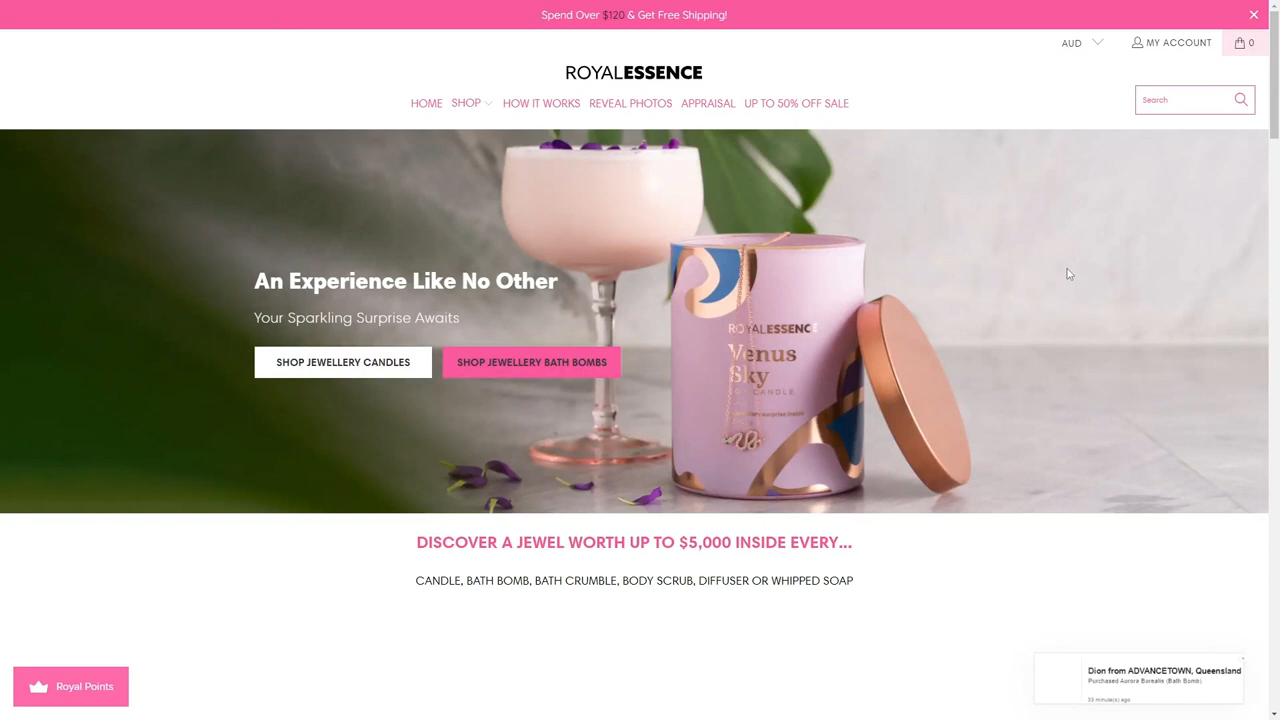 Spend Over $120 & Get Free Shipping!
AUD
MY ACCOUNT
0
ROYALESSENCE
HOME SHOP HOW IT WORKS REVEAL PHOTOS APPRAISAL UP TO 50% OFF SALE
Search
An Experience Like No Other
Your Sparkling Surprise Awaits
SHOP JEWELLERY CANDLES
SHOP JEWELLERY BATH BOMBS
ROYALESSENCE
Venus
Sky
CANDLE
DISCOVER A JEWEL WORTH UP TO $5,000 INSIDE EVERY...
CANDLE, BATH BOMB, BATH CRUMBLE, BODY SCRUB, DIFFUSER OR WHIPPED SOAP
Royal Points
Dion from ADVANCETOWN, Queensland
Purchased Aurora Borealis (Bath Bomb)
33 minute(s) ago